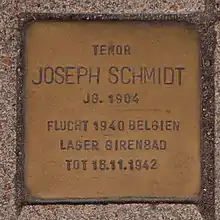 TENOR
JOSEPH SCHMIDT
JG. 1904
FLUCHT 1940 BELGIEN
LAGER GIRENBAD
TOT 16.11.1942